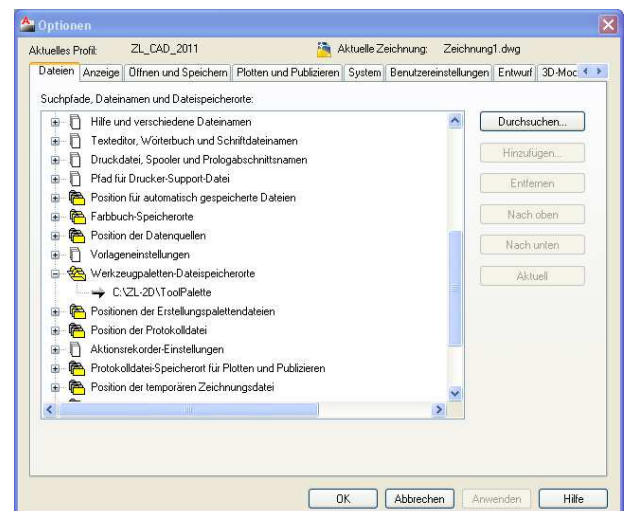 Optionen
Aktuelles Profil: ZL_CAD_2011 Aktuelle Zeichnung: Zeichnung1.dwg
Dateien Anzeige Öffnen und Speichern Plotten und Publizieren System Benutzereinstellungen Entwurf 3D-Moc
Suchpfade, Dateinamen und Dateispeicherorte:
Hilfe und verschiedene Dateinamen
Texteditor, Wörterbuch und Schriftdateinamen
Druckdatei, Spooler und Prologabschnittsnamen
Pfad für Drucker-Support-Datei
Position für automatisch gespeicherte Dateien
Farbbuch-Speicherorte
Position der Datenquellen
Vorlageneinstellungen
Werkzeugpaletten-Dateispeicherorte
C:\ZL-2D\ToolPalette
Positionen der Erstellungspalettendateien
Position der Protokolldatei
Aktionsrekorder-Einstellungen
Protokolldatei-Speicherort für Plotten und Publizieren
Position der temporären Zeichnungsdatei
Durchsuchen...
Hinzufügen...
Entfernen
Nach oben
Nach unten
Aktuell
OK Abbrechen Anwenden Hilfe